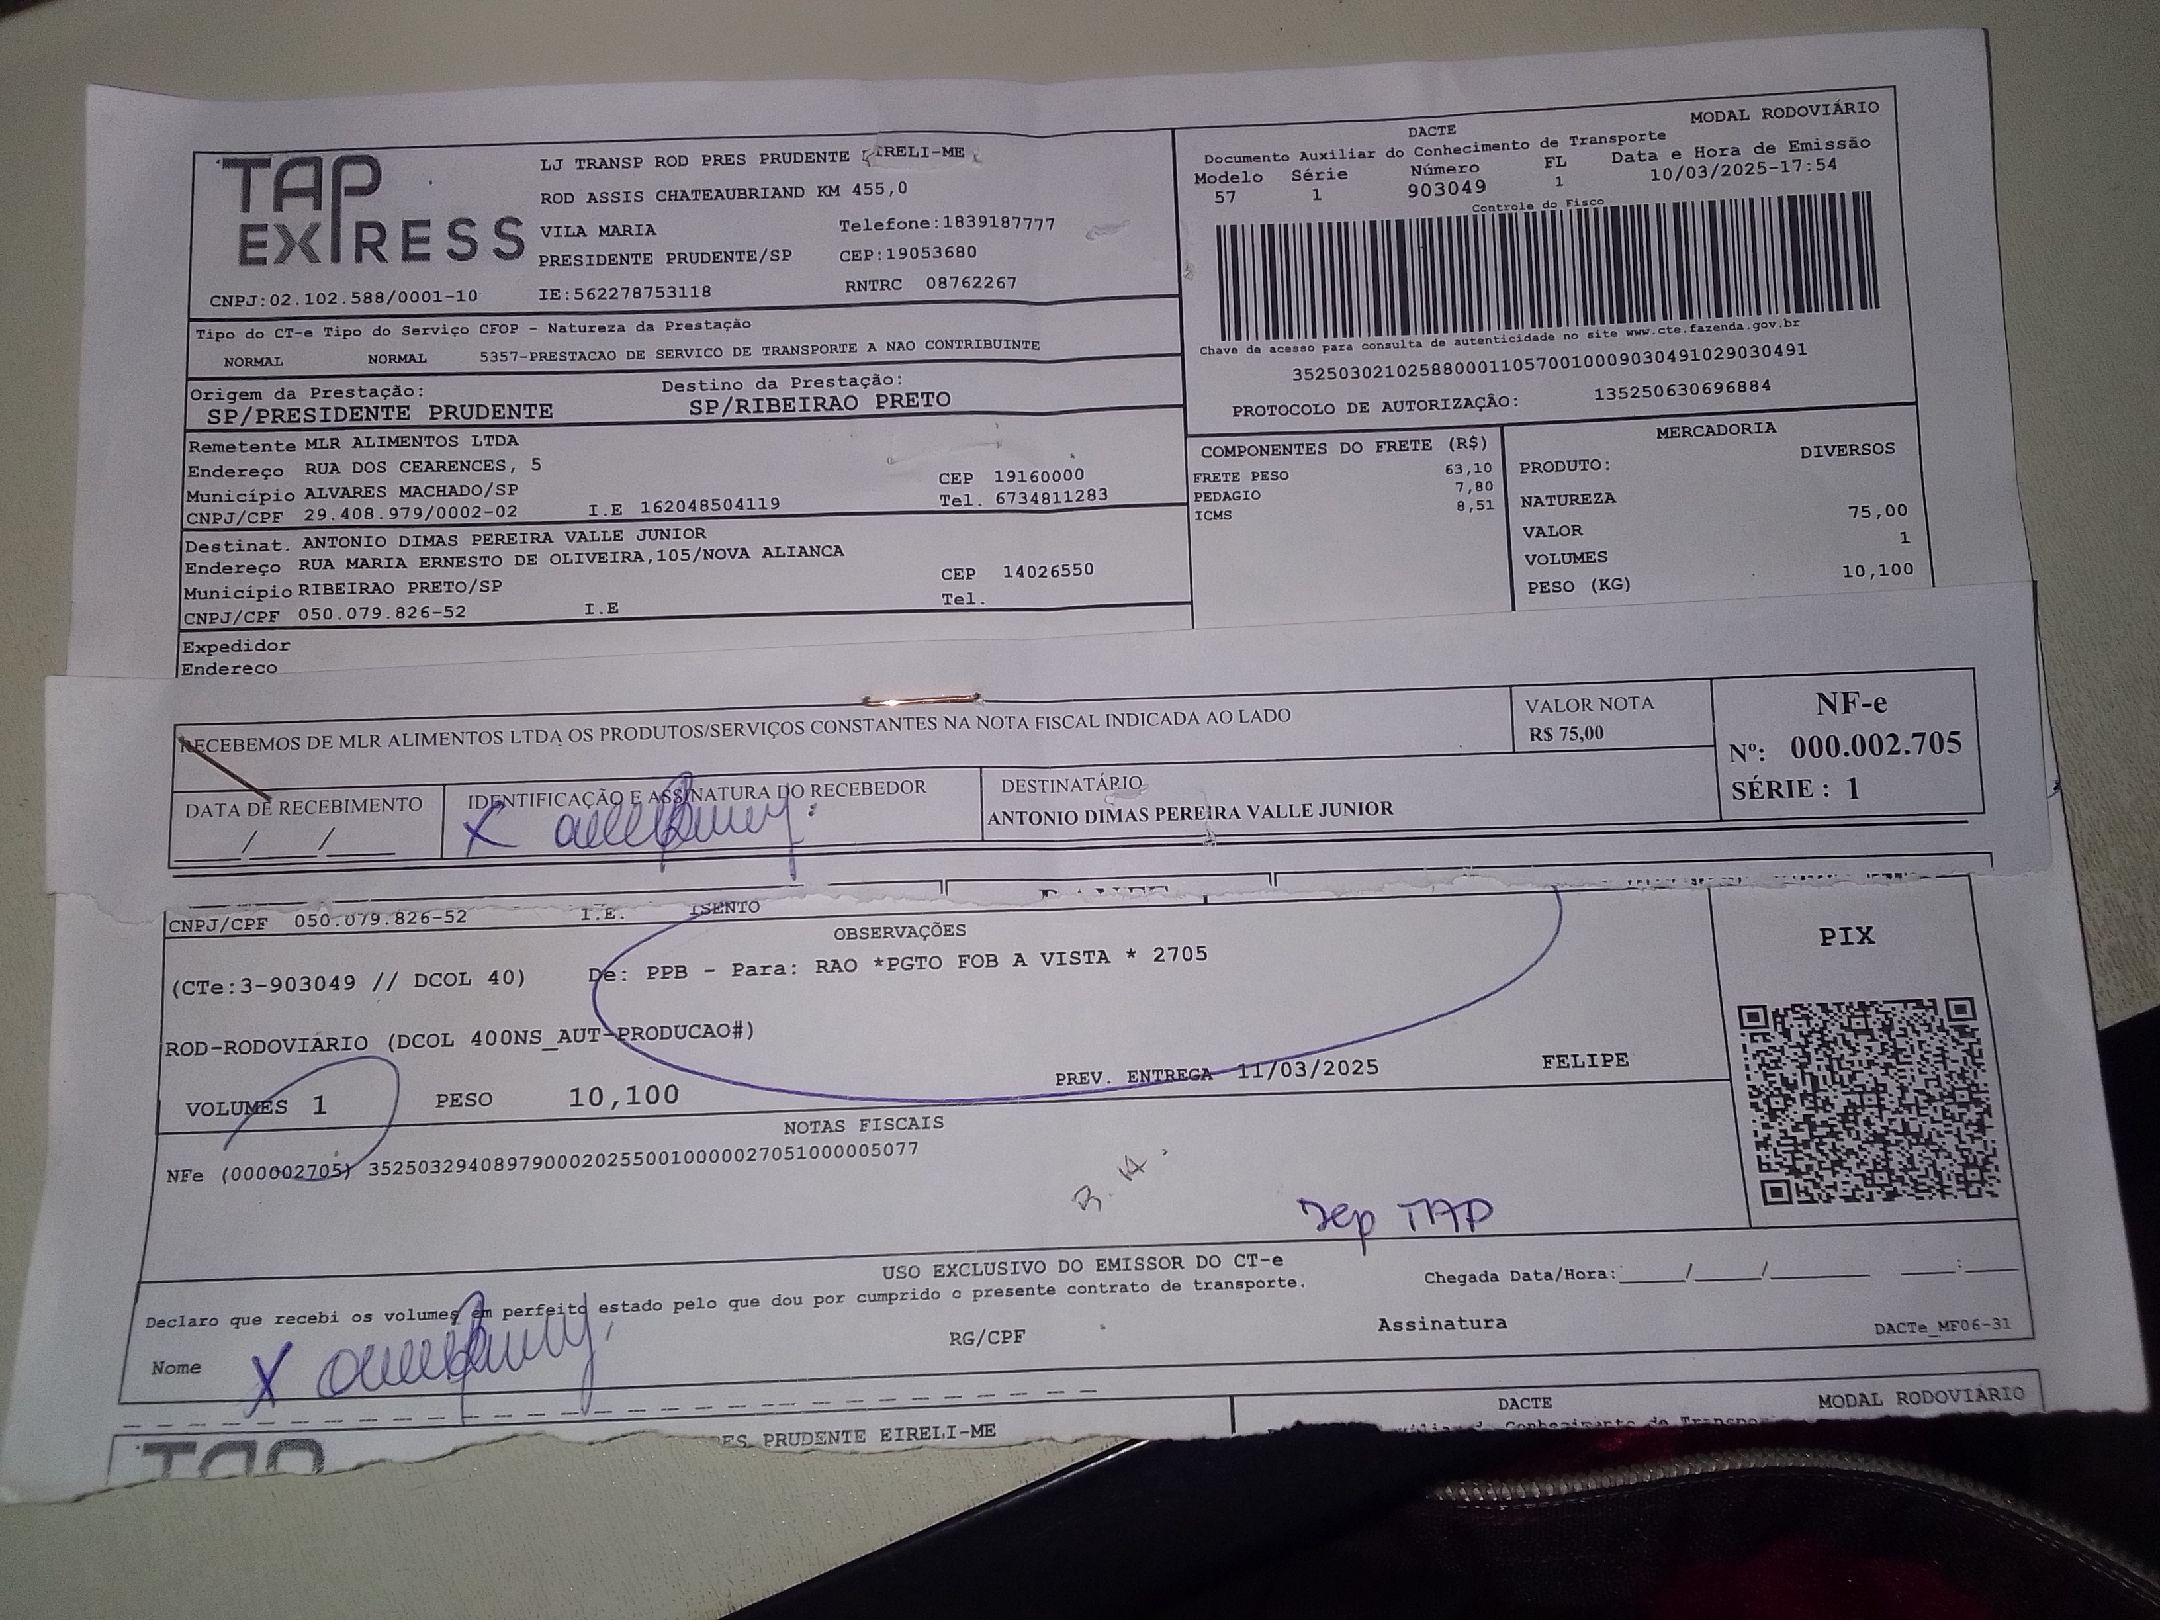 TAP EXPRESS
LJ TRANSP ROD PRES PRUDENTE EIRELI-ME
ROD ASSIS CHATEAUBRIAND KM 455,0
VILA MARIA Telefone:1839187777
PRESIDENTE PRUDENTE/SP CEP:19053680
CNPJ:02.102.588/0001-10 IE:562278753118 RNTRC 08762267
DACTE MODAL RODOVIÁRIO
Documento Auxiliar do Conhecimento de Transporte
Modelo Série Número FL Data e Hora de Emissão
57 1 903049 1 10/03/2025-17:54
Controle do Fisco
Chave de acesso para consulta de autenticidade no site www.cte.fazenda.gov.br
35250302102588000110570010009030491029030491
PROTOCOLO DE AUTORIZAÇÃO: 135250630696884
Tipo do CT-e Tipo do Serviço CFOP - Natureza da Prestação
NORMAL NORMAL 5357-PRESTACAO DE SERVICO DE TRANSPORTE A NAO CONTRIBUINTE
Origem da Prestação: Destino da Prestação:
SP/PRESIDENTE PRUDENTE SP/RIBEIRAO PRETO
Remetente MLR ALIMENTOS LTDA
Endereço RUA DOS CEARENCES, 5 CEP 19160000
Município ALVARES MACHADO/SP Tel. 6734811283
CNPJ/CPF 29.408.979/0002-02 I.E 162048504119
Destinat. ANTONIO DIMAS PEREIRA VALLE JUNIOR
Endereço RUA MARIA ERNESTO DE OLIVEIRA,105/NOVA ALIANCA
Município RIBEIRAO PRETO/SP CEP 14026550
CNPJ/CPF 050.079.826-52 I.E Tel.
Expedidor
Endereco
COMPONENTES DO FRETE (R$)
FRETE PESO 63,10
PEDAGIO 7,80
ICMS 8,51
MERCADORIA
PRODUTO: DIVERSOS
NATUREZA
VALOR 75,00
VOLUMES 1
PESO (KG) 10,100
RECEBEMOS DE MLR ALIMENTOS LTDA OS PRODUTOS/SERVIÇOS CONSTANTES NA NOTA FISCAL INDICADA AO LADO
VALOR NOTA
R$ 75,00
NF-e
Nº: 000.002.705
SÉRIE : 1
DATA DE RECEBIMENTO
___/___/___
IDENTIFICAÇÃO E ASSINATURA DO RECEBEDOR
X
DESTINATÁRIO
ANTONIO DIMAS PEREIRA VALLE JUNIOR
CNPJ/CPF 050.079.826-52 I.E. ISENTO
OBSERVAÇÕES
(CTe:3-903049 // DCOL 40) De: PPB - Para: RAO *PGTO FOB A VISTA * 2705
ROD-RODOVIÁRIO (DCOL 400NS_AUT-PRODUCAO#)
VOLUMES 1 PESO 10,100 PREV. ENTREGA 11/03/2025 FELIPE
PIX
NOTAS FISCAIS
NFe (000002705) 35250329408979000202550010000027051000005077
TAP
USO EXCLUSIVO DO EMISSOR DO CT-e
Declaro que recebi os volumes em perfeito estado pelo que dou por cumprido o presente contrato de transporte.
Chegada Data/Hora:_____/_____/_______ ____:____
Nome X RG/CPF Assinatura
DACTe_MF06-31
DACTE MODAL RODOVIÁRIO
PRES PRUDENTE EIRELI-ME